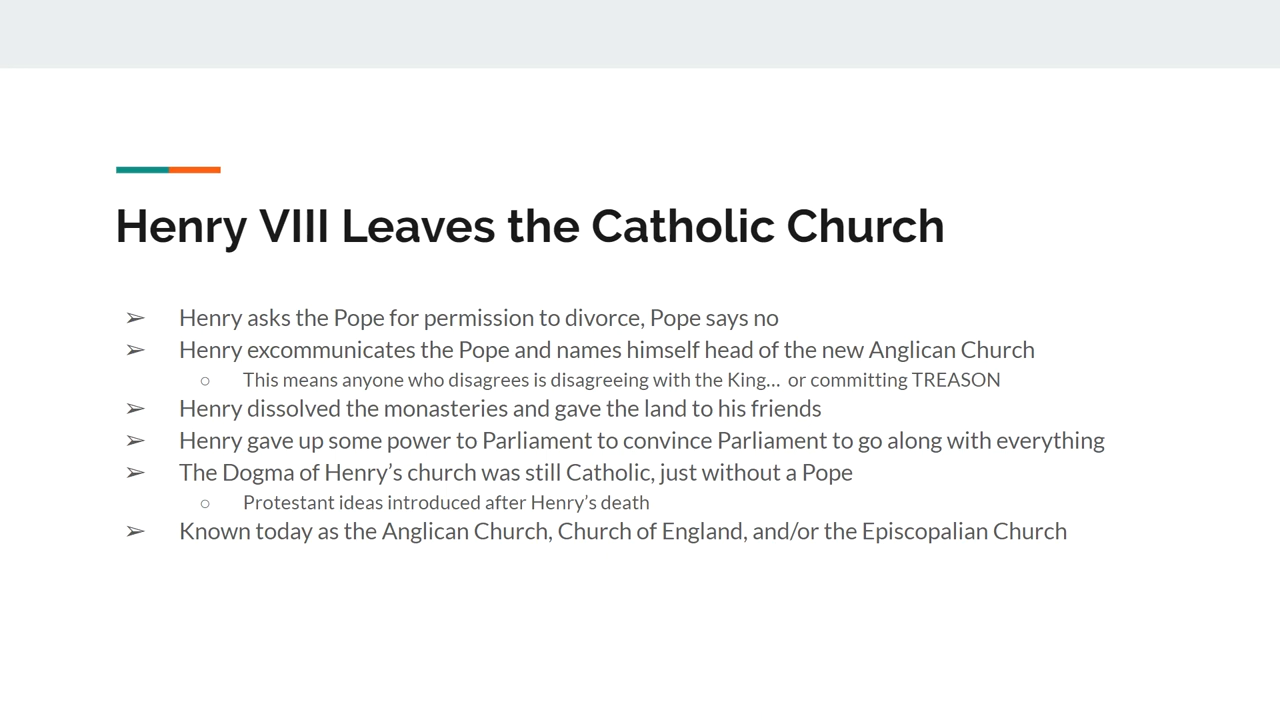 Henry VIII Leaves the Catholic Church
➢ Henry asks the Pope for permission to divorce, Pope says no
➢ Henry excommunicates the Pope and names himself head of the new Anglican Church
○ This means anyone who disagrees is disagreeing with the King… or committing TREASON
➢ Henry dissolved the monasteries and gave the land to his friends
➢ Henry gave up some power to Parliament to convince Parliament to go along with everything
➢ The Dogma of Henry’s church was still Catholic, just without a Pope
○ Protestant ideas introduced after Henry’s death
➢ Known today as the Anglican Church, Church of England, and/or the Episcopalian Church